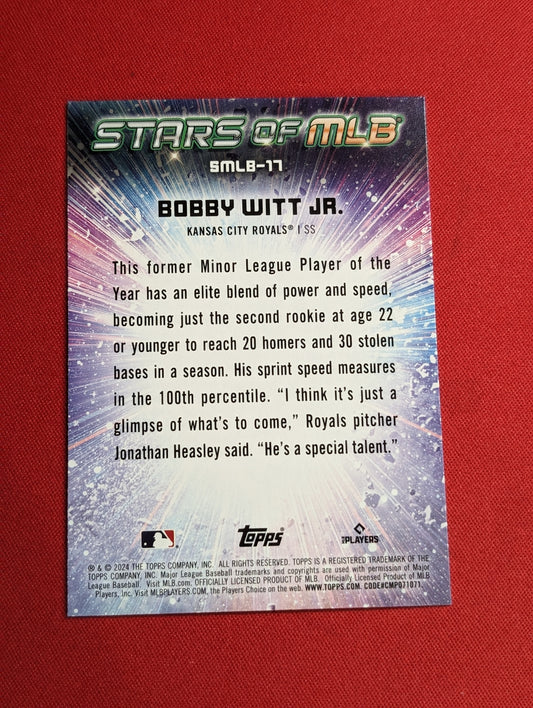 STARS OF MLB®
SMLB-17
BOBBY WITT JR.
KANSAS CITY ROYALS® | SS
This former Minor League Player of the
Year has an elite blend of power and speed,
becoming just the second rookie at age 22
or younger to reach 20 homers and 30 stolen
bases in a season. His sprint speed measures
in the 100th percentile. “I think it’s just a
glimpse of what’s to come,” Royals pitcher
Jonathan Heasley said. “He’s a special talent.”
topps
MLB PLAYERS
® & © 2024 THE TOPPS COMPANY, INC. ALL RIGHTS RESERVED. TOPPS IS A REGISTERED TRADEMARK OF THE
TOPPS COMPANY, INC. Major League Baseball trademarks and copyrights are used with permission of Major
League Baseball. Visit MLB.com. OFFICIALLY LICENSED PRODUCT OF MLB. Officially Licensed Product of MLB
Players, Inc. Visit MLBPLAYERS.COM, the Players Choice on the web. WWW.TOPPS.COM. CODE#CMP071071.